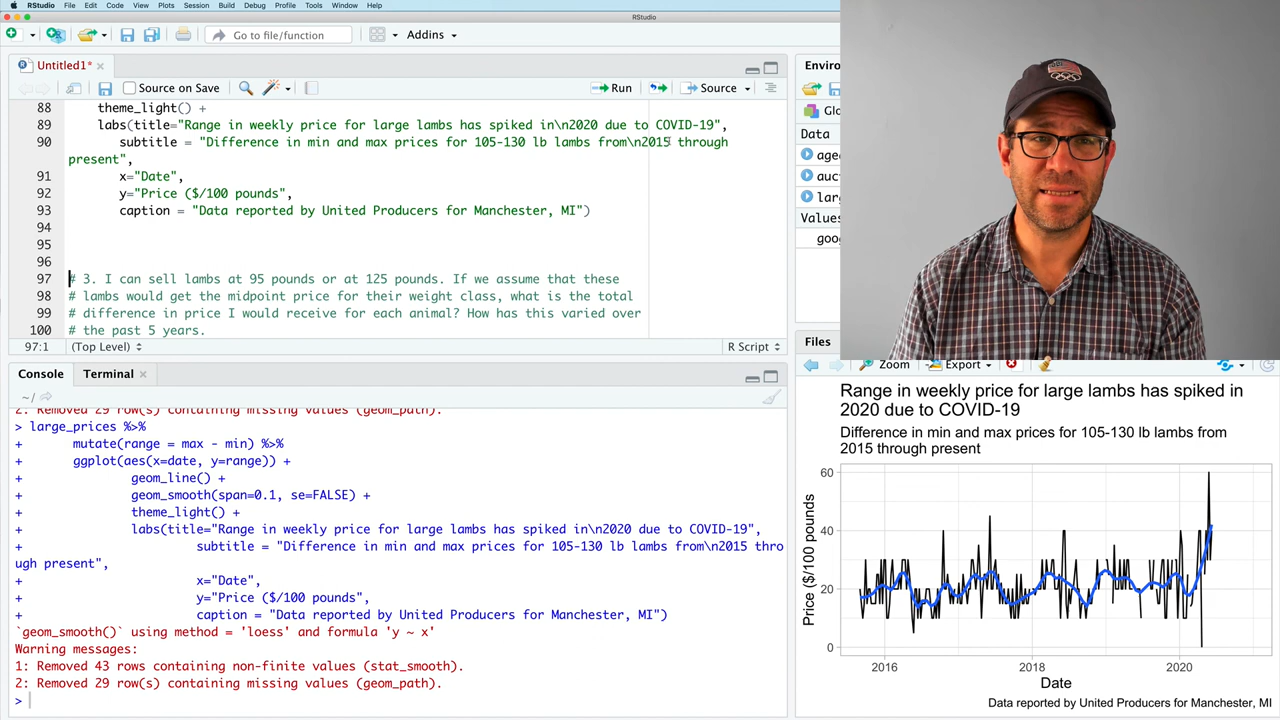 RStudio File Edit Code View Plots Session Build Debug Profile Tools Window Help
RStudio
Go to file/function
Addins
Untitled1*
Source on Save
Run
Source
88 theme_light() +
89 labs(title="Range in weekly price for large lambs has spiked in\n2020 due to COVID-19",
90 subtitle = "Difference in min and max prices for 105-130 lb lambs from\n2015 through
present",
91 x="Date",
92 y="Price ($/100 pounds",
93 caption = "Data reported by United Producers for Manchester, MI")
94
95
96
97 # 3. I can sell lambs at 95 pounds or at 125 pounds. If we assume that these
98 # lambs would get the midpoint price for their weight class, what is the total
99 # difference in price I would receive for each animal? How has this varied over
100 # the past 5 years.
97:1 (Top Level) R Script
Console Terminal
~/
2: Removed 29 row(s) containing missing values (geom_path).
> large_prices %>%
+ mutate(range = max - min) %>%
+ ggplot(aes(x=date, y=range)) +
+ geom_line() +
+ geom_smooth(span=0.1, se=FALSE) +
+ theme_light() +
+ labs(title="Range in weekly price for large lambs has spiked in\n2020 due to COVID-19",
+ subtitle = "Difference in min and max prices for 105-130 lb lambs from\n2015 thro
ugh present",
+ x="Date",
+ y="Price ($/100 pounds",
+ caption = "Data reported by United Producers for Manchester, MI")
`geom_smooth()` using method = 'loess' and formula 'y ~ x'
Warning messages:
1: Removed 43 rows containing non-finite values (stat_smooth).
2: Removed 29 row(s) containing missing values (geom_path).
>
Enviro
Glo
Data
age
auc
larg
Values
goo
Files
Zoom Export
Range in weekly price for large lambs has spiked in
2020 due to COVID-19
Difference in min and max prices for 105-130 lb lambs from
2015 through present
Price ($/100 pounds)
60
40
20
0
2016 2018 2020
Date
Data reported by United Producers for Manchester, MI